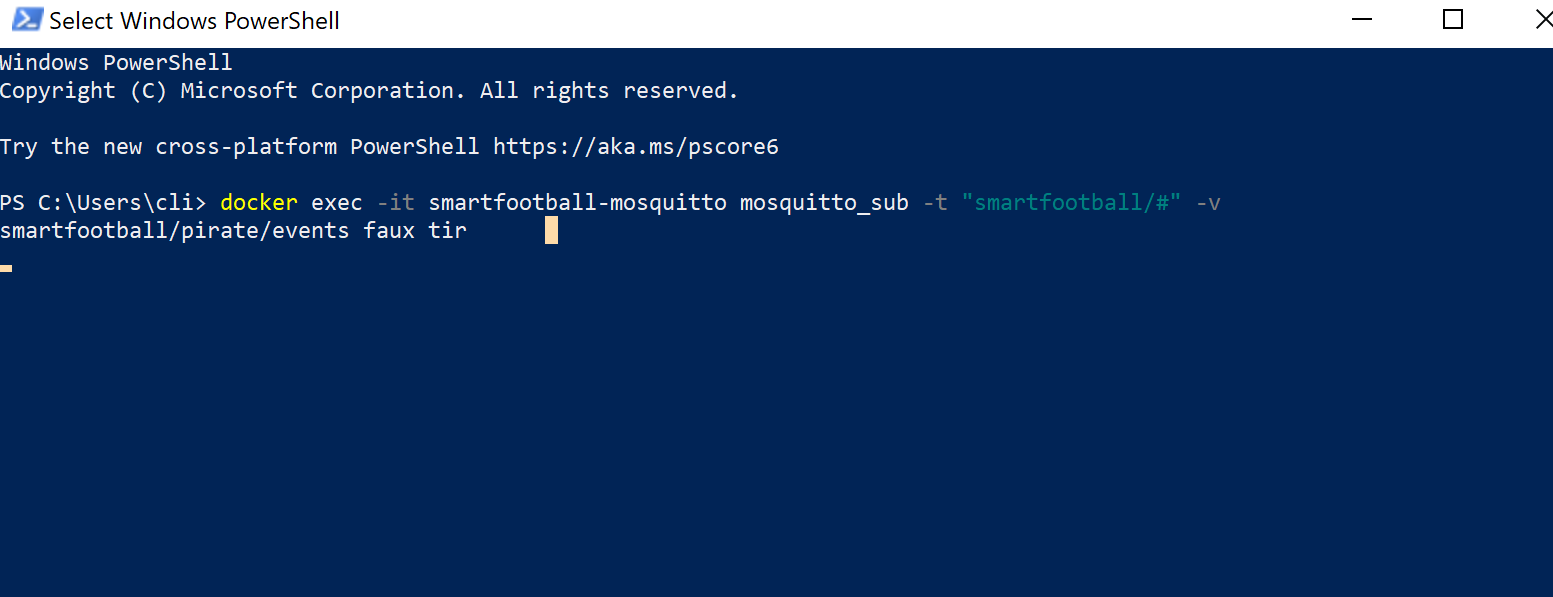 Select Windows PowerShell
Windows PowerShell
Copyright (C) Microsoft Corporation. All rights reserved.
Try the new cross-platform PowerShell https://aka.ms/pscore6
PS C:\Users\cli> docker exec -it smartfootball-mosquitto mosquitto_sub -t "smartfootball/#" -v
smartfootball/pirate/events faux tir